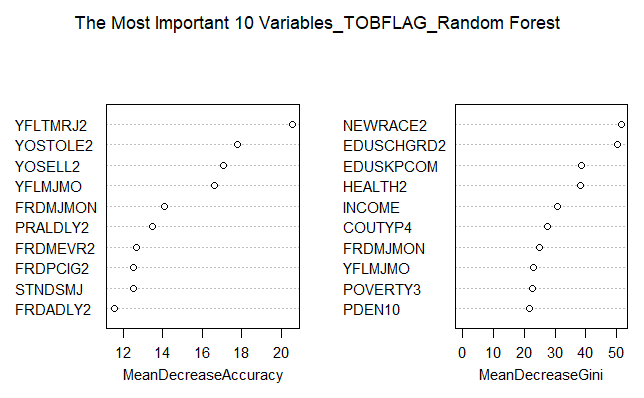 The Most Important 10 Variables_TOBFLAG_Random Forest
YFLTMRJ2
YOSTOLE2
YOSELL2
YFLMJMO
FRDMJMON
PRALDLY2
FRDMEVR2
FRDPCIG2
STNDSMJ
FRDADLY2
12 14 16 18 20
MeanDecreaseAccuracy
NEWRACE2
EDUSCHGRD2
EDUSKPCOM
HEALTH2
INCOME
COUTYP4
FRDMJMON
YFLMJMO
POVERTY3
PDEN10
0 10 20 30 40 50
MeanDecreaseGini